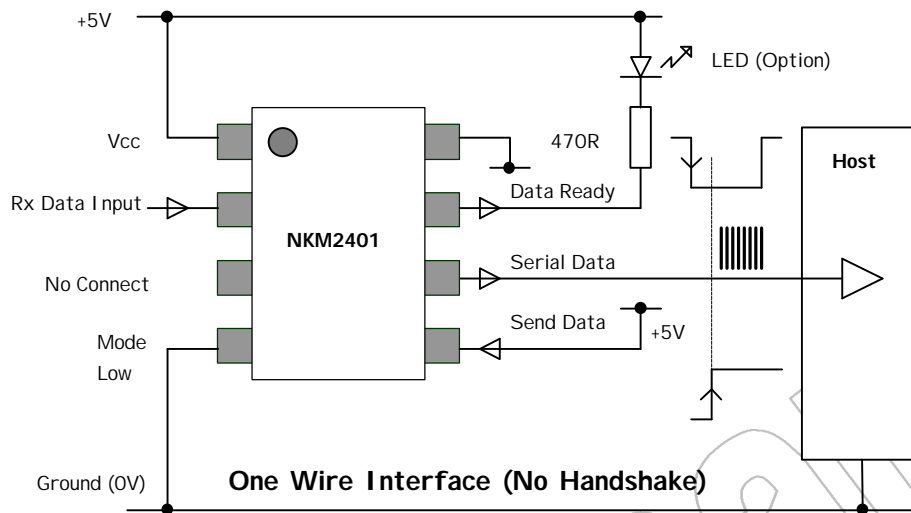 +5V
LED (Option)
Vcc
470R
Host
Rx Data Input
Data Ready
NKM2401
Serial Data
No Connect
Send Data
+5V
Mode
Low
Ground (0V)
One Wire Interface (No Handshake)